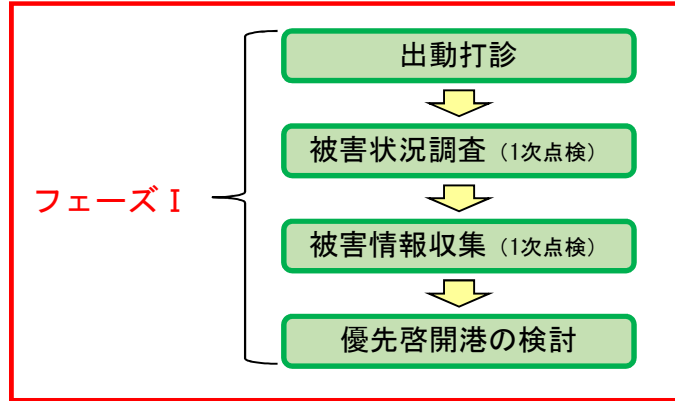 出動打診
被害状況調査（1次点検）
フェーズⅠ
被害情報収集（1次点検）
優先啓開港の検討